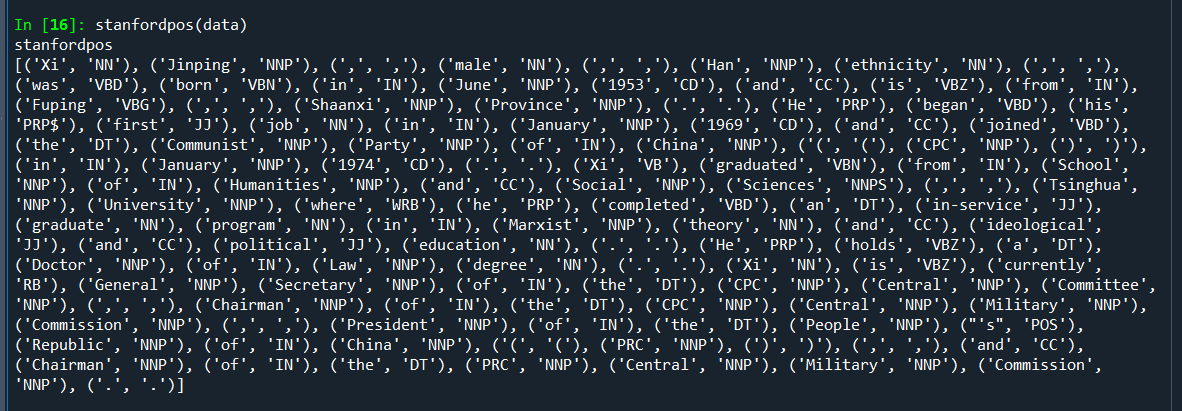 In [16]: stanfordpos(data)
stanfordpos
[('Xi', 'NN'), ('Jinping', 'NNP'), (',', ','), ('male', 'NN'), (',', ','), ('Han', 'NNP'), ('ethnicity', 'NN'), (',', ','),
('was', 'VBD'), ('born', 'VBN'), ('in', 'IN'), ('June', 'NNP'), ('1953', 'CD'), ('and', 'CC'), ('is', 'VBZ'), ('from', 'IN'),
('Fuping', 'VBG'), (',', ','), ('Shaanxi', 'NNP'), ('Province', 'NNP'), ('.', '.'), ('He', 'PRP'), ('began', 'VBD'), ('his',
'PRP$'), ('first', 'JJ'), ('job', 'NN'), ('in', 'IN'), ('January', 'NNP'), ('1969', 'CD'), ('and', 'CC'), ('joined', 'VBD'),
('the', 'DT'), ('Communist', 'NNP'), ('Party', 'NNP'), ('of', 'IN'), ('China', 'NNP'), ('(', '('), ('CPC', 'NNP'), (')', ')'),
('in', 'IN'), ('January', 'NNP'), ('1974', 'CD'), ('.', '.'), ('Xi', 'VB'), ('graduated', 'VBN'), ('from', 'IN'), ('School',
'NNP'), ('of', 'IN'), ('Humanities', 'NNP'), ('and', 'CC'), ('Social', 'NNP'), ('Sciences', 'NNPS'), (',', ','), ('Tsinghua',
'NNP'), ('University', 'NNP'), ('where', 'WRB'), ('he', 'PRP'), ('completed', 'VBD'), ('an', 'DT'), ('in-service', 'JJ'),
('graduate', 'NN'), ('program', 'NN'), ('in', 'IN'), ('Marxist', 'NNP'), ('theory', 'NN'), ('and', 'CC'), ('ideological',
'JJ'), ('and', 'CC'), ('political', 'JJ'), ('education', 'NN'), ('.', '.'), ('He', 'PRP'), ('holds', 'VBZ'), ('a', 'DT'),
('Doctor', 'NNP'), ('of', 'IN'), ('Law', 'NNP'), ('degree', 'NN'), ('.', '.'), ('Xi', 'NN'), ('is', 'VBZ'), ('currently',
'RB'), ('General', 'NNP'), ('Secretary', 'NNP'), ('of', 'IN'), ('the', 'DT'), ('CPC', 'NNP'), ('Central', 'NNP'), ('Committee',
'NNP'), (',', ','), ('Chairman', 'NNP'), ('of', 'IN'), ('the', 'DT'), ('CPC', 'NNP'), ('Central', 'NNP'), ('Military', 'NNP'),
('Commission', 'NNP'), (',', ','), ('President', 'NNP'), ('of', 'IN'), ('the', 'DT'), ('People', 'NNP'), ("'s", 'POS'),
('Republic', 'NNP'), ('of', 'IN'), ('China', 'NNP'), ('(', '('), ('PRC', 'NNP'), (')', ')'), (',', ','), ('and', 'CC'),
('Chairman', 'NNP'), ('of', 'IN'), ('the', 'DT'), ('PRC', 'NNP'), ('Central', 'NNP'), ('Military', 'NNP'), ('Commission',
'NNP'), ('.', '.')]